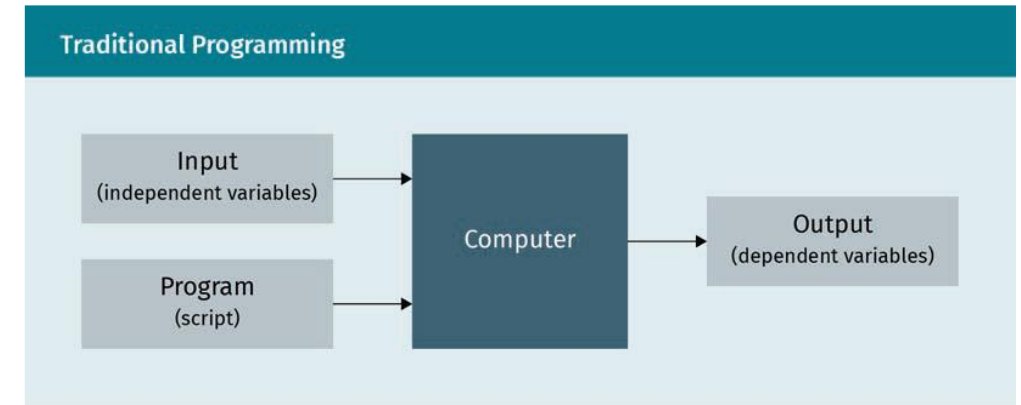 Traditional Programming
Input
(independent variables)
Program
(script)
Computer
Output
(dependent variables)